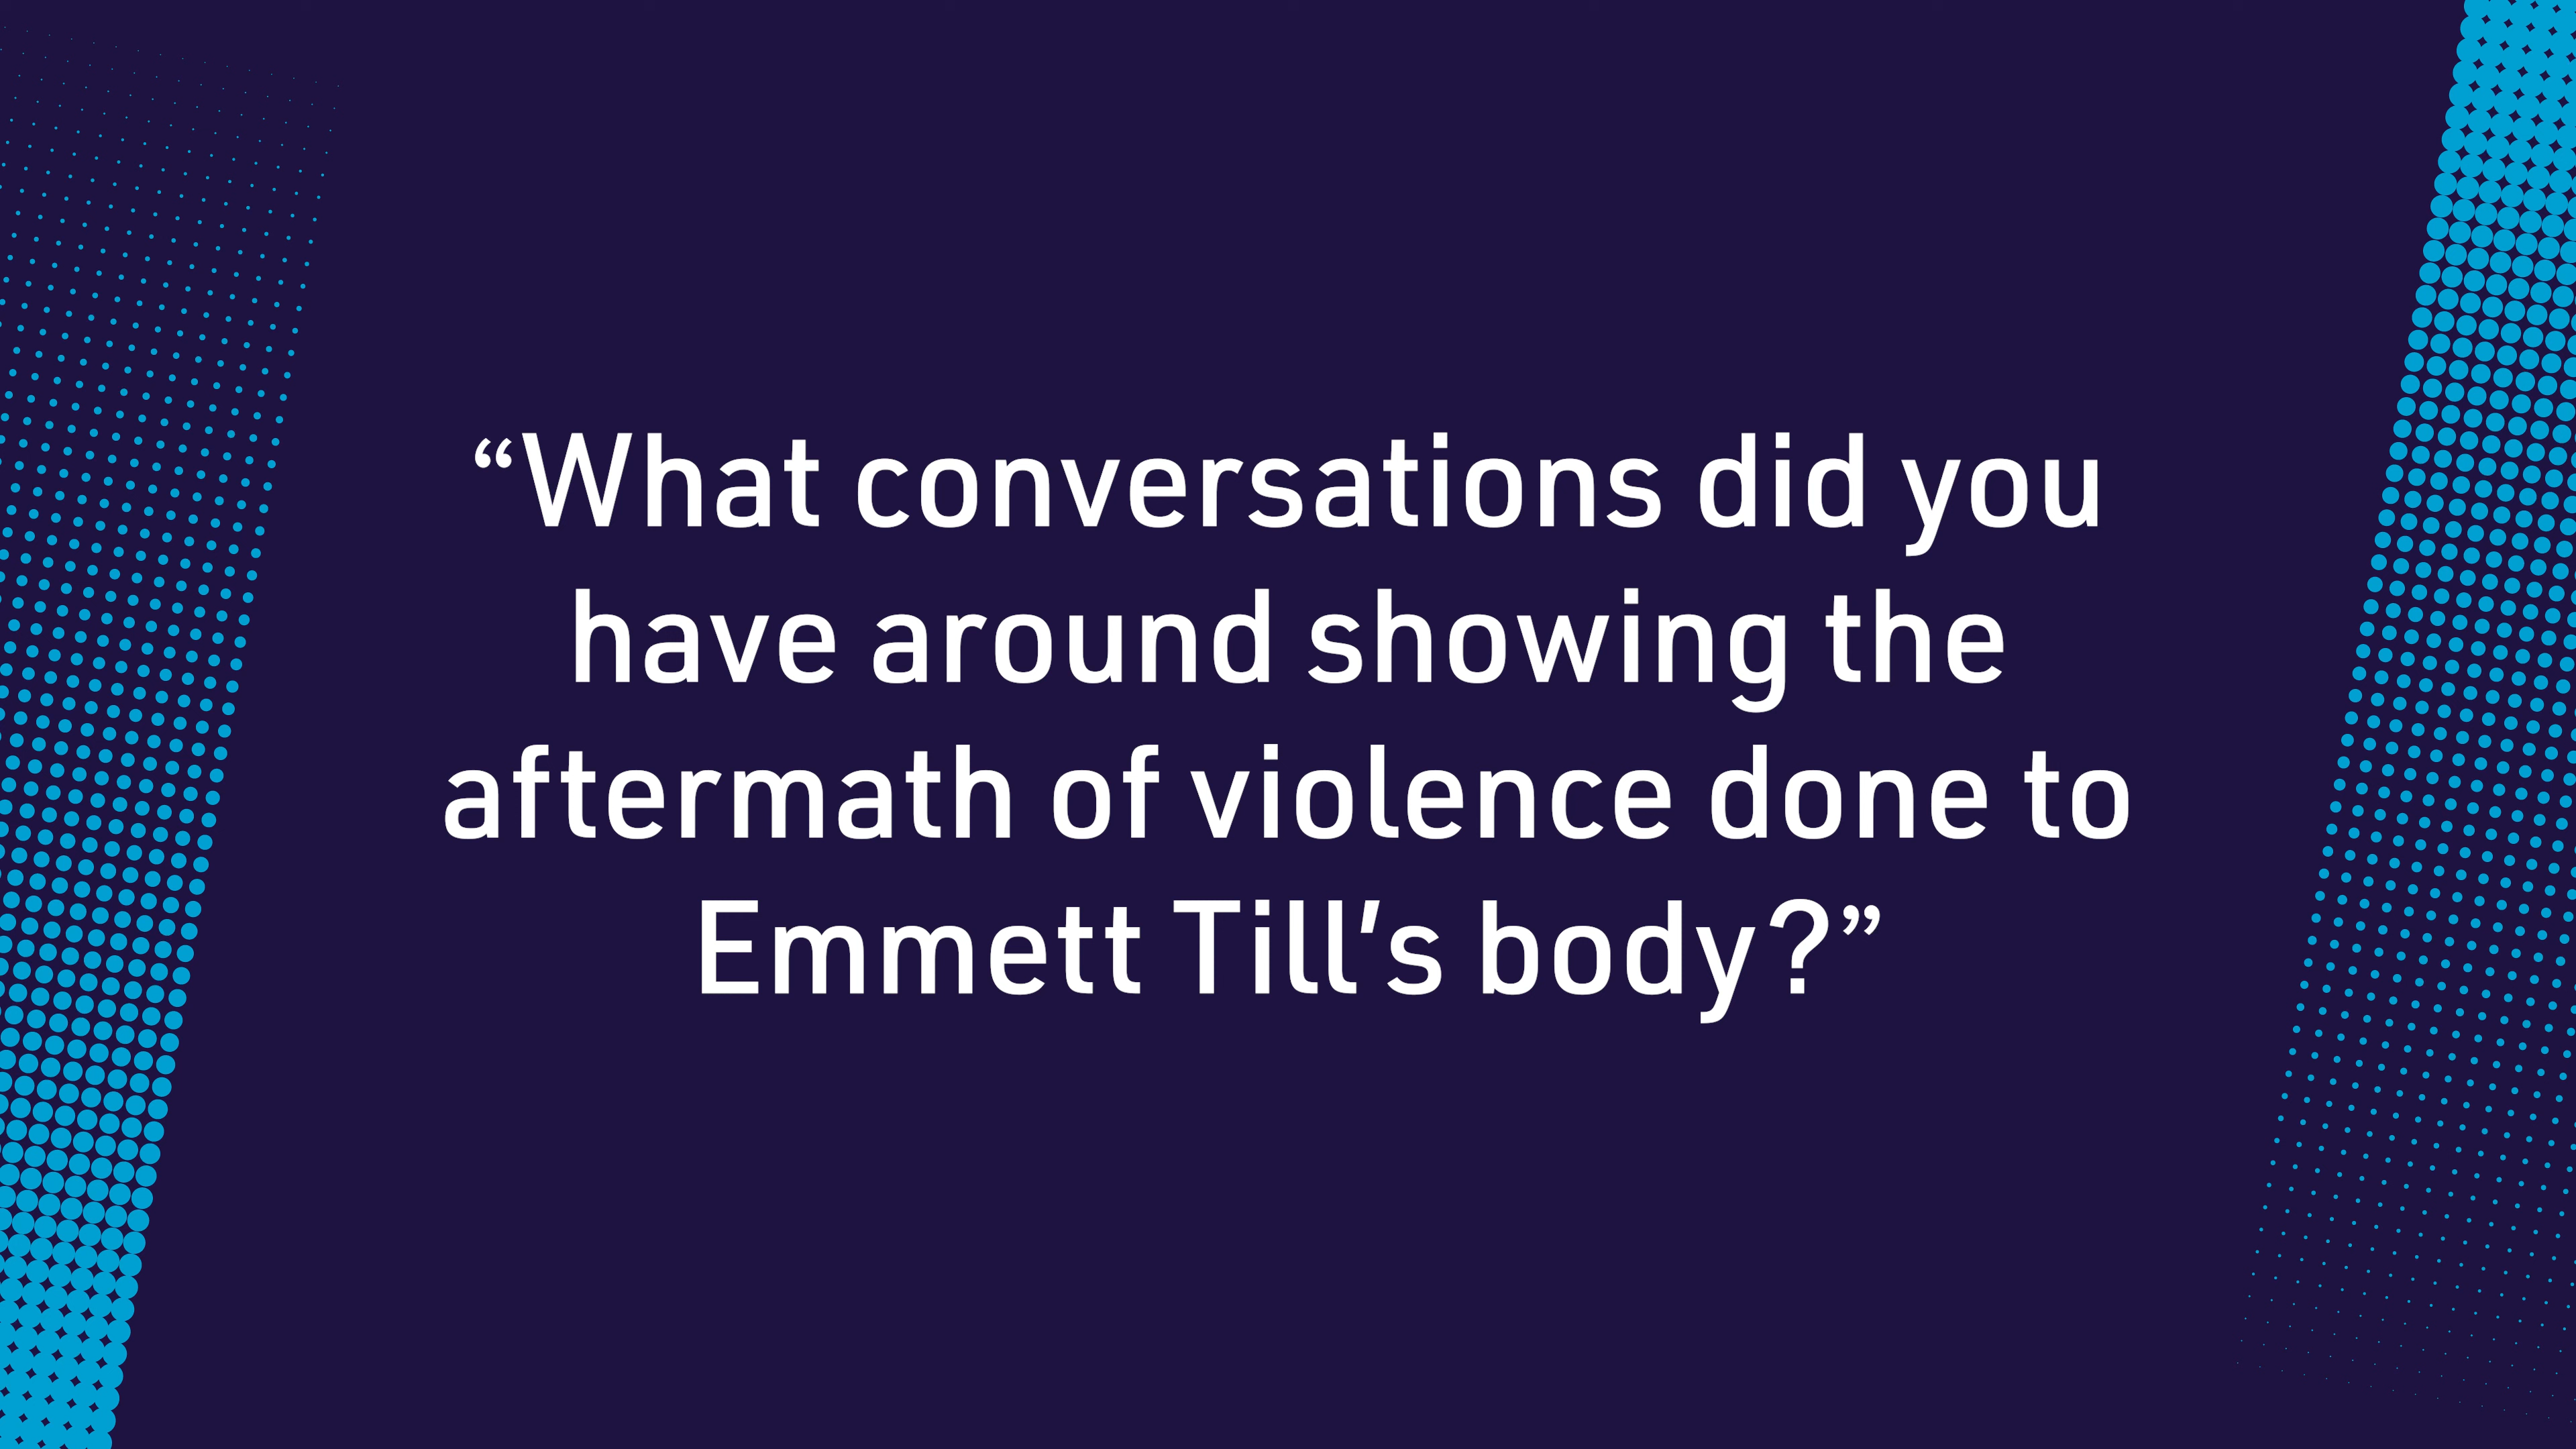 “What conversations did you
have around showing the
aftermath of violence done to
Emmett Till’s body?”